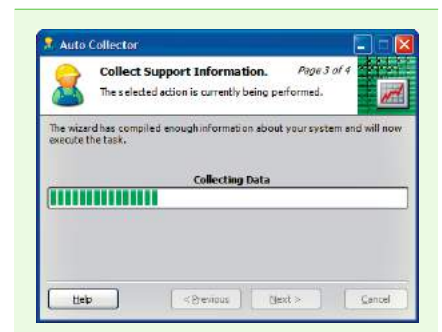 Auto Collector
Collect Support Information. Page 3 of 4
The selected action is currently being performed.
The wizard has compiled enough information about your system and will now
execute the task.
Collecting Data
Help < Previous Next > Cancel